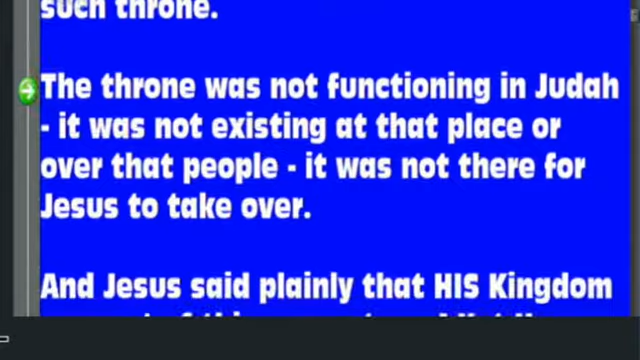 such throne.
The throne was not functioning in Judah
- it was not existing at that place or
over that people - it was not there for
Jesus to take over.
And Jesus said plainly that HIS Kingdom